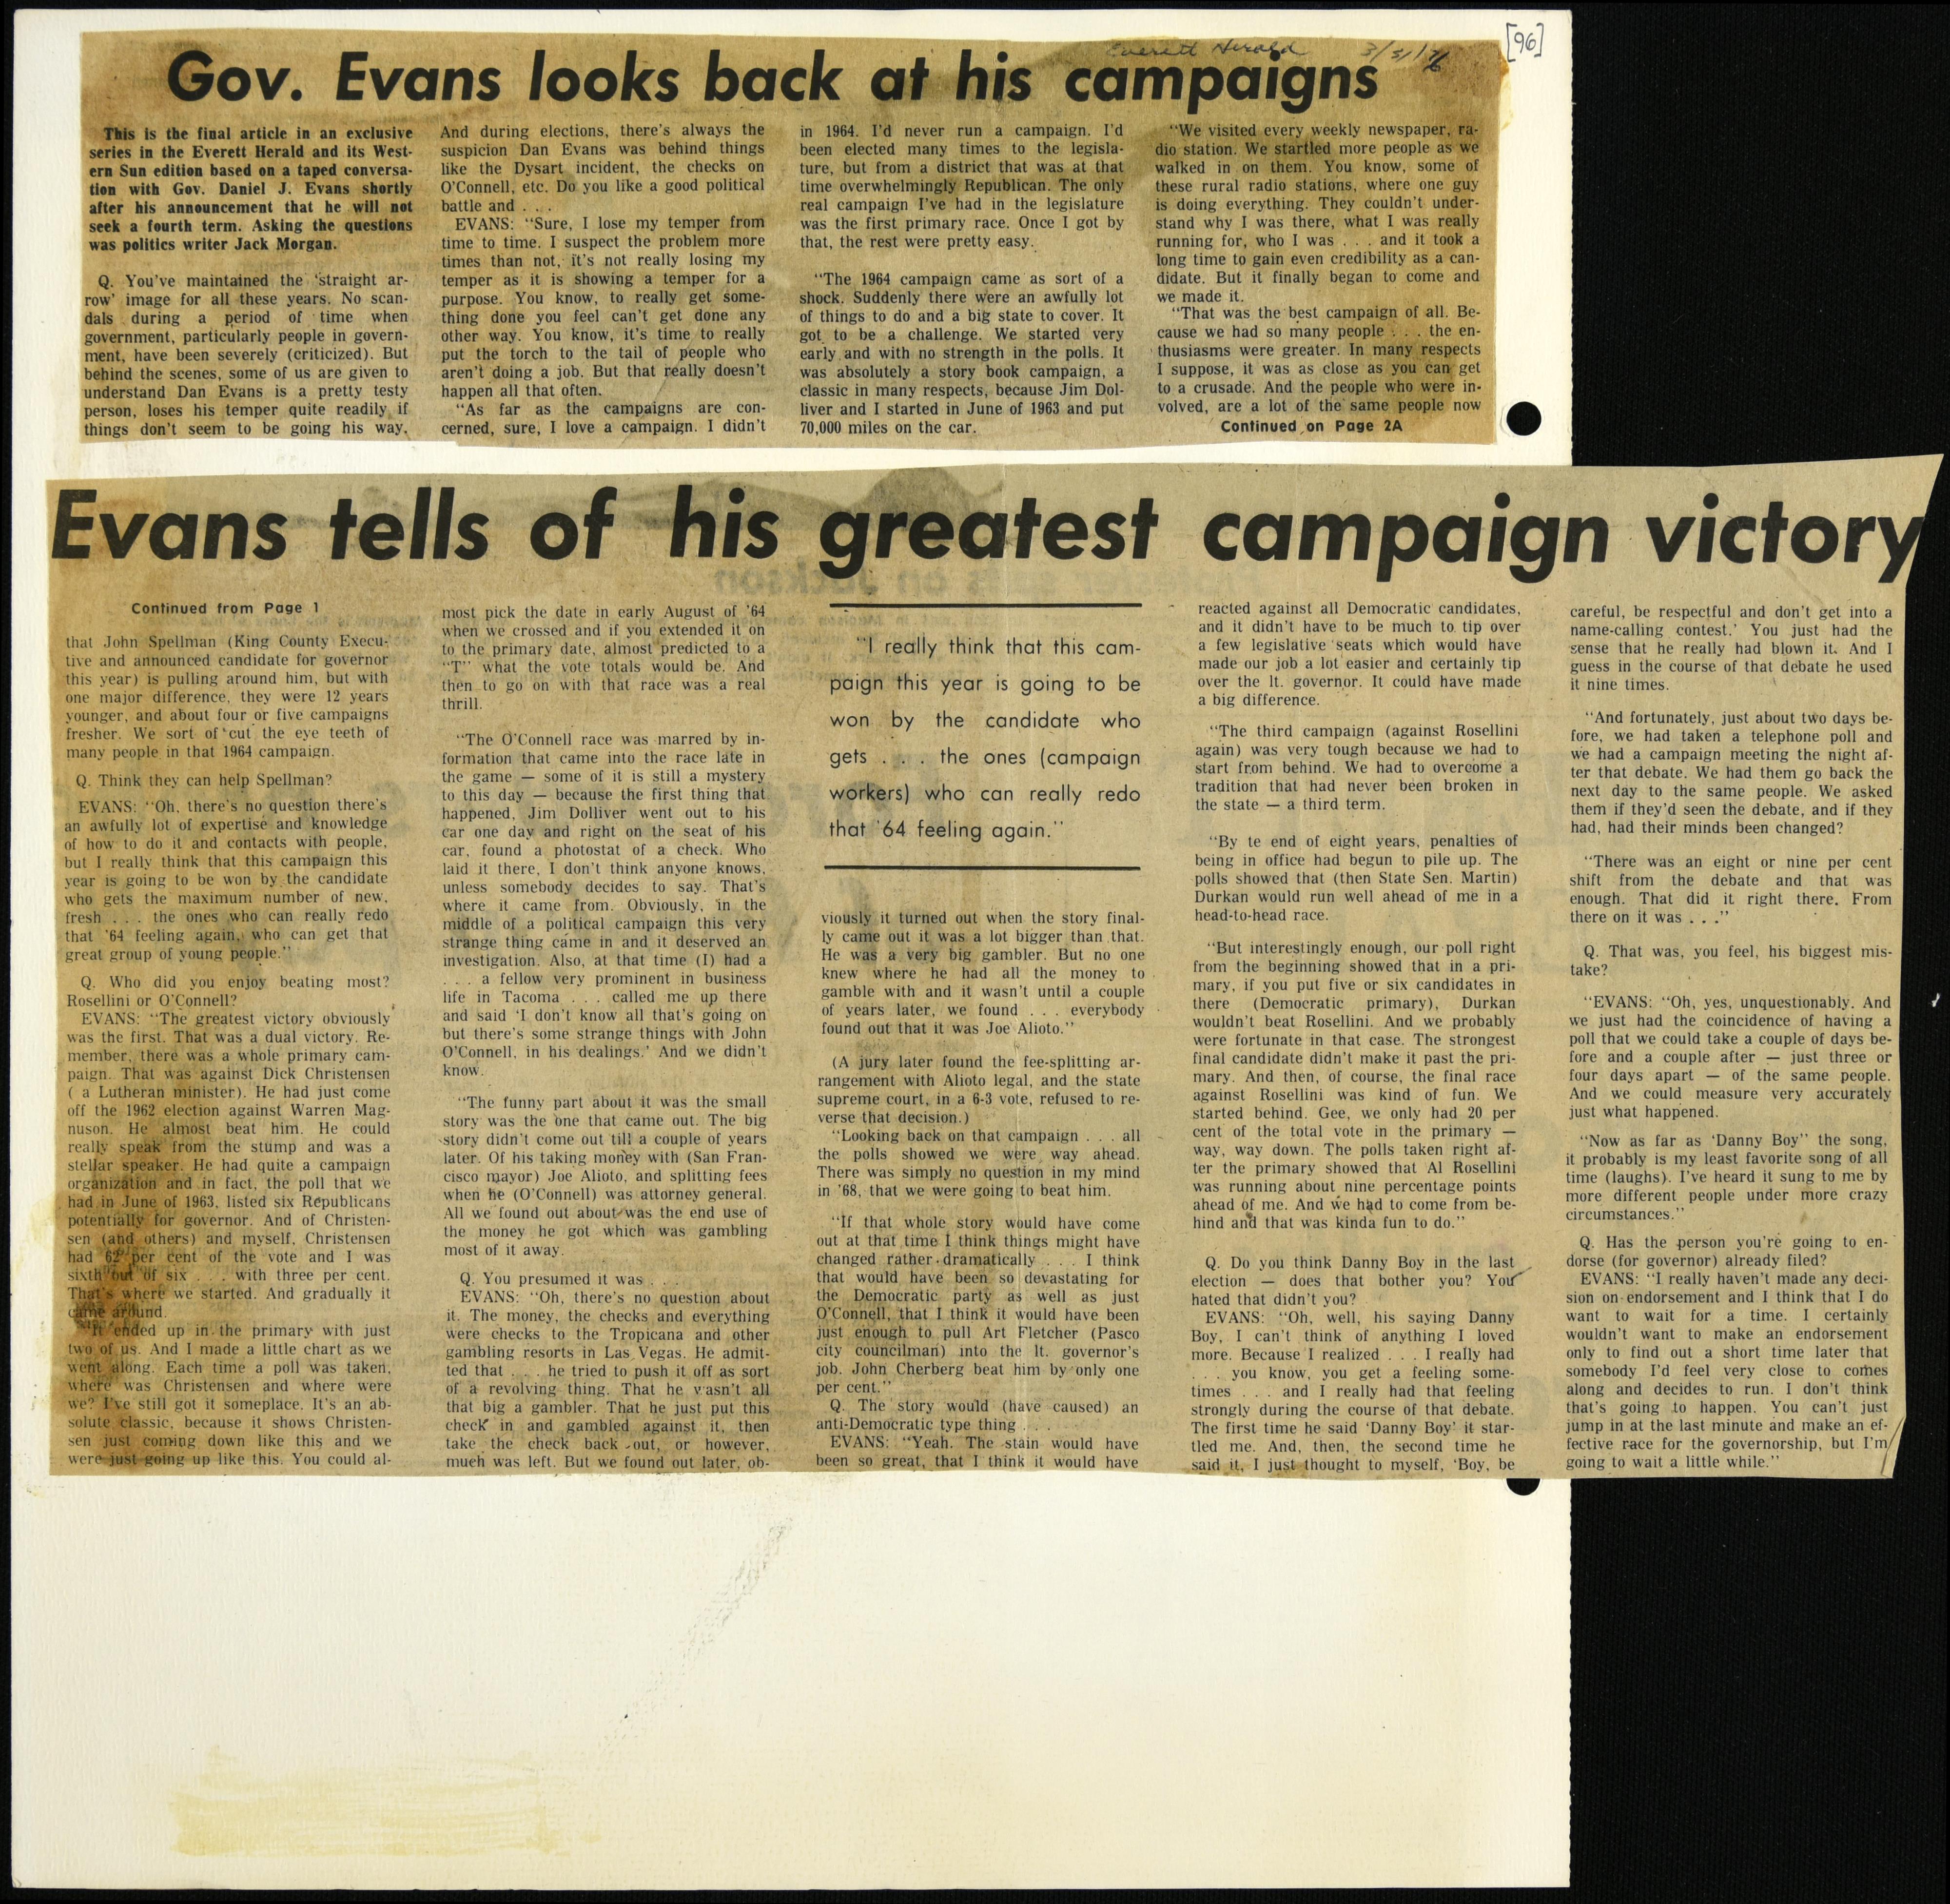 [96]
Everett Herald 3/31/76
Gov. Evans looks back at his campaigns
This is the final article in an exclusive
series in the Everett Herald and its West-
ern Sun edition based on a taped conversa-
tion with Gov. Daniel J. Evans shortly
after his announcement that he will not
seek a fourth term. Asking the questions
was politics writer Jack Morgan.
Q. You've maintained the 'straight ar-
row' image for all these years. No scan-
dals during a period of time when
government, particularly people in govern-
ment, have been severely (criticized). But
behind the scenes, some of us are given to
understand Dan Evans is a pretty testy
person, loses his temper quite readily if
things don't seem to be going his way.
And during elections, there's always the
suspicion Dan Evans was behind things
like the Dysart incident, the checks on
O'Connell, etc. Do you like a good political
battle and . . .
EVANS: "Sure, I lose my temper from
time to time. I suspect the problem more
times than not, it's not really losing my
temper as it is showing a temper for a
purpose. You know, to really get some-
thing done you feel can't get done any
other way. You know, it's time to really
put the torch to the tail of people who
aren't doing a job. But that really doesn't
happen all that often.
"As far as the campaigns are con-
cerned, sure, I love a campaign. I didn't
in 1964. I'd never run a campaign. I'd
been elected many times to the legisla-
ture, but from a district that was at that
time overwhelmingly Republican. The only
real campaign I've had in the legislature
was the first primary race. Once I got by
that, the rest were pretty easy.
"The 1964 campaign came as sort of a
shock. Suddenly there were an awfully lot
of things to do and a big state to cover. It
got to be a challenge. We started very
early and with no strength in the polls. It
was absolutely a story book campaign, a
classic in many respects, because Jim Dol-
liver and I started in June of 1963 and put
70,000 miles on the car.
"We visited every weekly newspaper, ra-
dio station. We startled more people as we
walked in on them. You know, some of
these rural radio stations, where one guy
is doing everything. They couldn't under-
stand why I was there, what I was really
running for, who I was . . . and it took a
long time to gain even credibility as a can-
didate. But it finally began to come and
we made it.
"That was the best campaign of all. Be-
cause we had so many people . . . the en-
thusiasms were greater. In many respects
I suppose, it was as close as you can get
to a crusade. And the people who were in-
volved, are a lot of the same people now
Continued on Page 2A
Evans tells of his greatest campaign victory
Continued from Page 1
that John Spellman (King County Execu-
tive and announced candidate for governor
this year) is pulling around him, but with
one major difference, they were 12 years
younger, and about four or five campaigns
fresher. We sort of cut the eye teeth of
many people in that 1964 campaign.
Q. Think they can help Spellman?
EVANS: "Oh, there's no question there's
an awfully lot of expertise and knowledge
of how to do it and contacts with people,
but I really think that this campaign this
year is going to be won by the candidate
who gets the maximum number of new,
fresh . . . the ones who can really redo
that '64 feeling again, who can get that
great group of young people."
Q. Who did you enjoy beating most?
Rosellini or O'Connell?
EVANS: "The greatest victory obviously
was the first. That was a dual victory. Re-
member, there was a whole primary cam-
paign. That was against Dick Christensen
( a Lutheran minister). He had just come
off the 1962 election against Warren Mag-
nuson. He almost beat him. He could
really speak from the stump and was a
stellar speaker. He had quite a campaign
organization and in fact, the poll that we
had in June of 1963, listed six Republicans
potentially for governor. And of Christen-
sen (and others) and myself, Christensen
had 62 per cent of the vote and I was
sixth out of six . . . with three per cent.
That's where we started. And gradually it
came around.
"It ended up in the primary with just
two of us. And I made a little chart as we
went along. Each time a poll was taken,
where was Christensen and where were
we? I've still got it someplace. It's an ab-
solute classic, because it shows Christen-
sen just coming down like this and we
were just going up like this. You could al-
most pick the date in early August of '64
when we crossed and if you extended it on
to the primary date, almost predicted to a
"T" what the vote totals would be. And
then to go on with that race was a real
thrill.
"The O'Connell race was marred by in-
formation that came into the race late in
the game — some of it is still a mystery
to this day — because the first thing that
happened, Jim Dolliver went out to his
car one day and right on the seat of his
car, found a photostat of a check. Who
laid it there, I don't think anyone knows,
unless somebody decides to say. That's
where it came from. Obviously, in the
middle of a political campaign this very
strange thing came in and it deserved an
investigation. Also, at that time (I) had a
. . . a fellow very prominent in business
life in Tacoma . . . called me up there
and said 'I don't know all that's going on
but there's some strange things with John
O'Connell, in his dealings.' And we didn't
know.
"The funny part about it was the small
story was the one that came out. The big
story didn't come out till a couple of years
later. Of his taking money with (San Fran-
cisco mayor) Joe Alioto, and splitting fees
when he (O'Connell) was attorney general.
All we found out about was the end use of
the money he got which was gambling
most of it away.
Q. You presumed it was . . .
EVANS: "Oh, there's no question about
it. The money, the checks and everything
were checks to the Tropicana and other
gambling resorts in Las Vegas. He admit-
ted that . . . he tried to push it off as sort
of a revolving thing. That he wasn't all
that big a gambler. That he just put this
check in and gambled against it, then
take the check back out, or however,
much was left. But we found out later, ob-
"I really think that this cam-
paign this year is going to be
won by the candidate who
gets . . . the ones (campaign
workers) who can really redo
that '64 feeling again."
viously it turned out when the story final-
ly came out it was a lot bigger than that.
He was a very big gambler. But no one
knew where he had all the money to
gamble with and it wasn't until a couple
of years later, we found . . . everybody
found out that it was Joe Alioto."
(A jury later found the fee-splitting ar-
rangement with Alioto legal, and the state
supreme court, in a 6-3 vote, refused to re-
verse that decision.)
"Looking back on that campaign . . . all
the polls showed we were way ahead.
There was simply no question in my mind
in '68, that we were going to beat him.
"If that whole story would have come
out at that time I think things might have
changed rather dramatically . . . I think
that would have been so devastating for
the Democratic party as well as just
O'Connell, that I think it would have been
just enough to pull Art Fletcher (Pasco
city councilman) into the lt. governor's
job. John Cherberg beat him by only one
per cent."
Q. The story would (have caused) an
anti-Democratic type thing . . .
EVANS: "Yeah. The stain would have
been so great, that I think it would have
reacted against all Democratic candidates,
and it didn't have to be much to tip over
a few legislative seats which would have
made our job a lot easier and certainly tip
over the lt. governor. It could have made
a big difference.
"The third campaign (against Rosellini
again) was very tough because we had to
start from behind. We had to overcome a
tradition that had never been broken in
the state — a third term.
"By te end of eight years, penalties of
being in office had begun to pile up. The
polls showed that (then State Sen. Martin)
Durkan would run well ahead of me in a
head-to-head race.
"But interestingly enough, our poll right
from the beginning showed that in a pri-
mary, if you put five or six candidates in
there (Democratic primary), Durkan
wouldn't beat Rosellini. And we probably
were fortunate in that case. The strongest
final candidate didn't make it past the pri-
mary. And then, of course, the final race
against Rosellini was kind of fun. We
started behind. Gee, we only had 20 per
cent of the total vote in the primary —
way, way down. The polls taken right af-
ter the primary showed that Al Rosellini
was running about nine percentage points
ahead of me. And we had to come from be-
hind and that was kinda fun to do."
Q. Do you think Danny Boy in the last
election — does that bother you? You
hated that didn't you?
EVANS: "Oh, well, his saying Danny
Boy, I can't think of anything I loved
more. Because I realized . . . I really had
. . . you know, you get a feeling some-
times . . . and I really had that feeling
strongly during the course of that debate.
The first time he said 'Danny Boy' it star-
tled me. And, then, the second time he
said it, I just thought to myself, 'Boy, be
careful, be respectful and don't get into a
name-calling contest.' You just had the
sense that he really had blown it. And I
guess in the course of that debate he used
it nine times.
"And fortunately, just about two days be-
fore, we had taken a telephone poll and
we had a campaign meeting the night af-
ter that debate. We had them go back the
next day to the same people. We asked
them if they'd seen the debate, and if they
had, had their minds been changed?
"There was an eight or nine per cent
shift from the debate and that was
enough. That did it right there. From
there on it was . . ."
Q. That was, you feel, his biggest mis-
take?
"EVANS: "Oh, yes, unquestionably. And
we just had the coincidence of having a
poll that we could take a couple of days be-
fore and a couple after — just three or
four days apart — of the same people.
And we could measure very accurately
just what happened.
"Now as far as 'Danny Boy" the song,
it probably is my least favorite song of all
time (laughs). I've heard it sung to me by
more different people under more crazy
circumstances."
Q. Has the person you're going to en-
dorse (for governor) already filed?
EVANS: "I really haven't made any deci-
sion on endorsement and I think that I do
want to wait for a time. I certainly
wouldn't want to make an endorsement
only to find out a short time later that
somebody I'd feel very close to comes
along and decides to run. I don't think
that's going to happen. You can't just
jump in at the last minute and make an ef-
fective race for the governorship, but I'm
going to wait a little while."